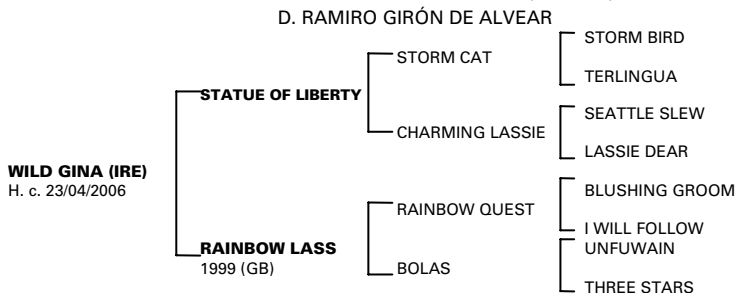 D. RAMIRO GIRÓN DE ALVEAR
STORM BIRD
STORM CAT
TERLINGUA
STATUE OF LIBERTY
SEATTLE SLEW
CHARMING LASSIE
LASSIE DEAR
WILD GINA (IRE)
H. c. 23/04/2006
BLUSHING GROOM
RAINBOW QUEST
I WILL FOLLOW
RAINBOW LASS
1999 (GB)
UNFUWAIN
BOLAS
THREE STARS